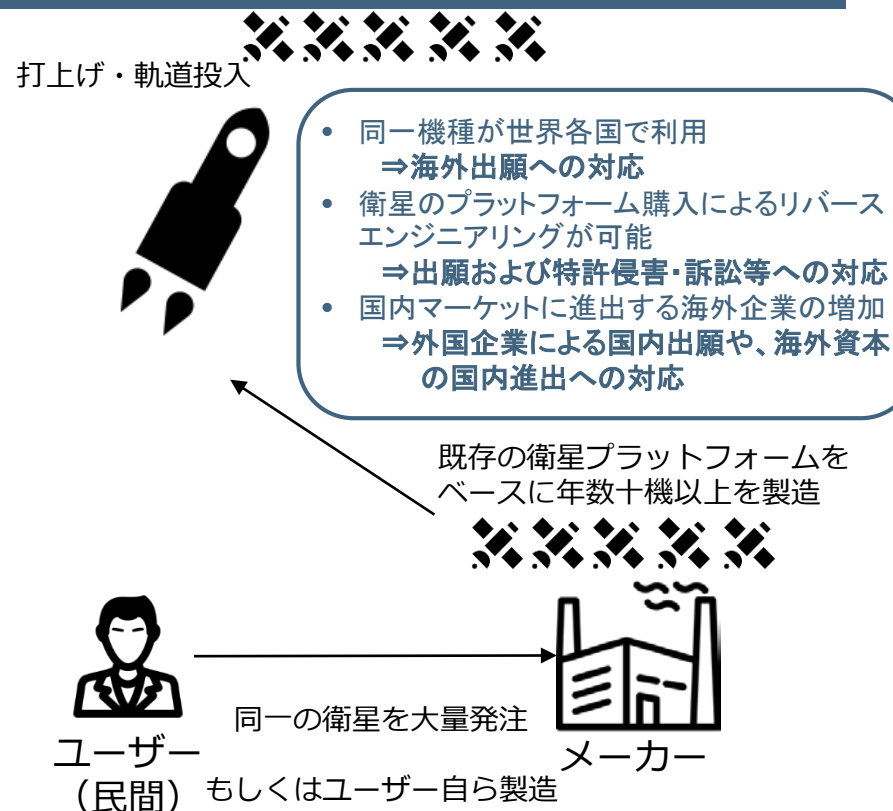 打上げ・軌道投入
• 同一機種が世界各国で利用
⇒海外出願への対応
• 衛星のプラットフォーム購入によるリバース
エンジニアリングが可能
⇒出願および特許侵害・訴訟等への対応
• 国内マーケットに進出する海外企業の増加
⇒外国企業による国内出願や、海外資本
の国内進出への対応
既存の衛星プラットフォームを
ベースに年数十機以上を製造
同一の衛星を大量発注
ユーザー
（民間）
もしくはユーザー自ら製造
メーカー